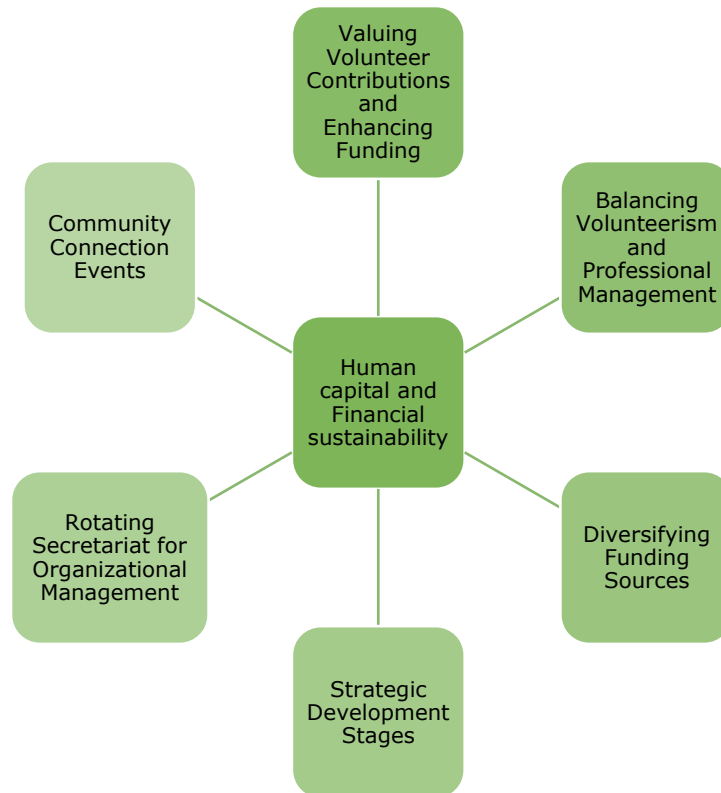 Valuing
Volunteer
Contributions
and
Enhancing
Funding
Balancing
Volunteerism
and
Professional
Management
Community
Connection
Events
Human
capital and
Financial
sustainability
Rotating
Secretariat for
Organizational
Management
Diversifying
Funding
Sources
Strategic
Development
Stages